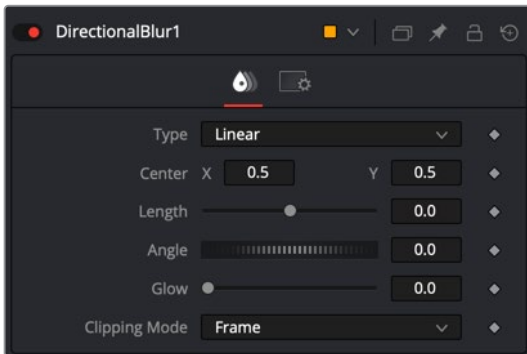 DirectionalBlur1
Type Linear
Center X 0.5 Y 0.5
Length 0.0
Angle 0.0
Glow 0.0
Clipping Mode Frame